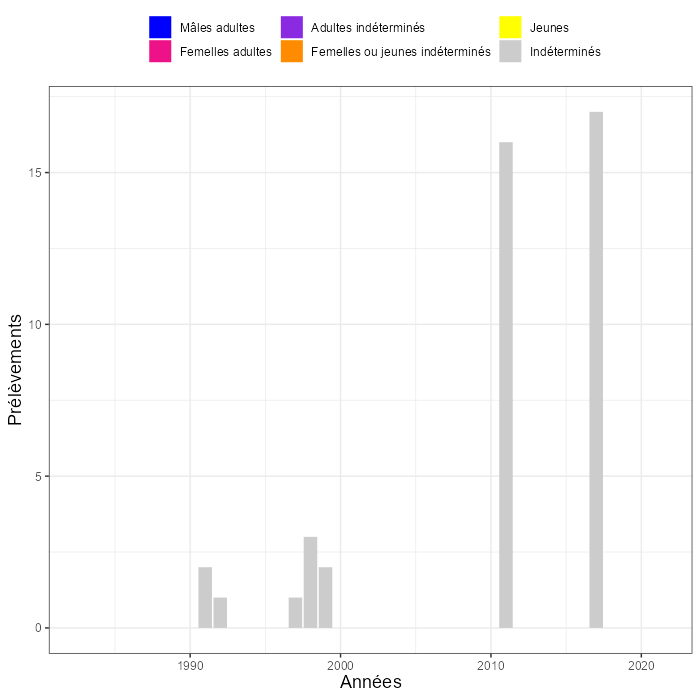 Mâles adultes Adultes indéterminés Jeunes
Femelles adultes Femelles ou jeunes indéterminés Indéterminés
15
10
5
0
Prélèvements
1990 2000 2010 2020
Années